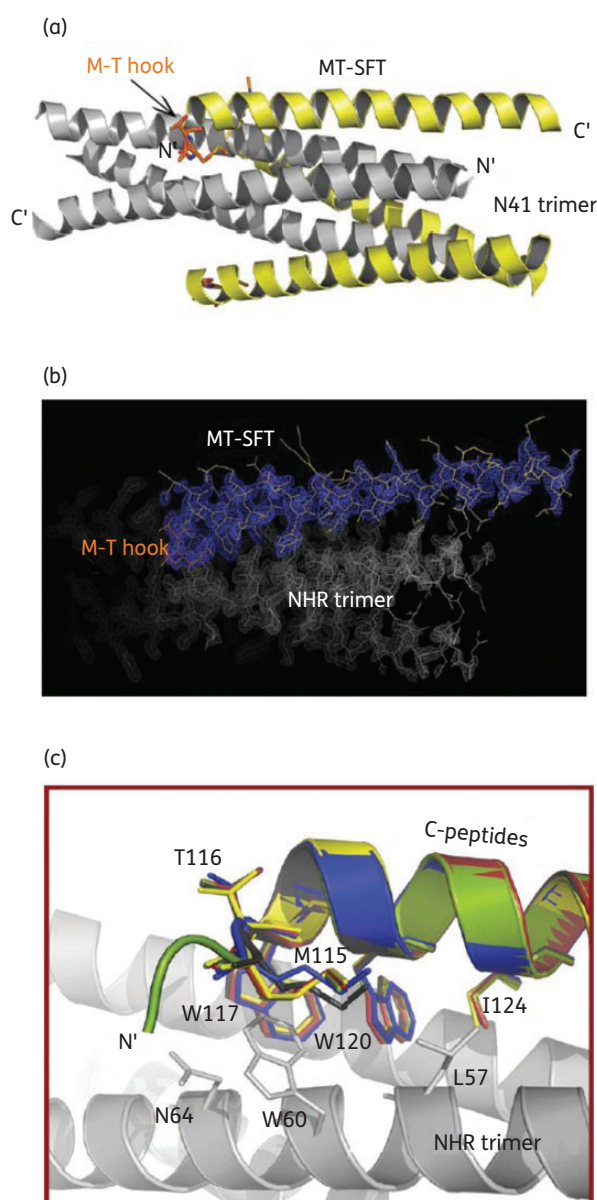 (a)
M-T hook
MT-SFT
C'
N'
N'
N41 trimer
C'
(b)
MT-SFT
M-T hook
NHR trimer
(c)
C-peptides
T116
M115
W117
I124
N'
W120
L57
N64
W60
NHR trimer